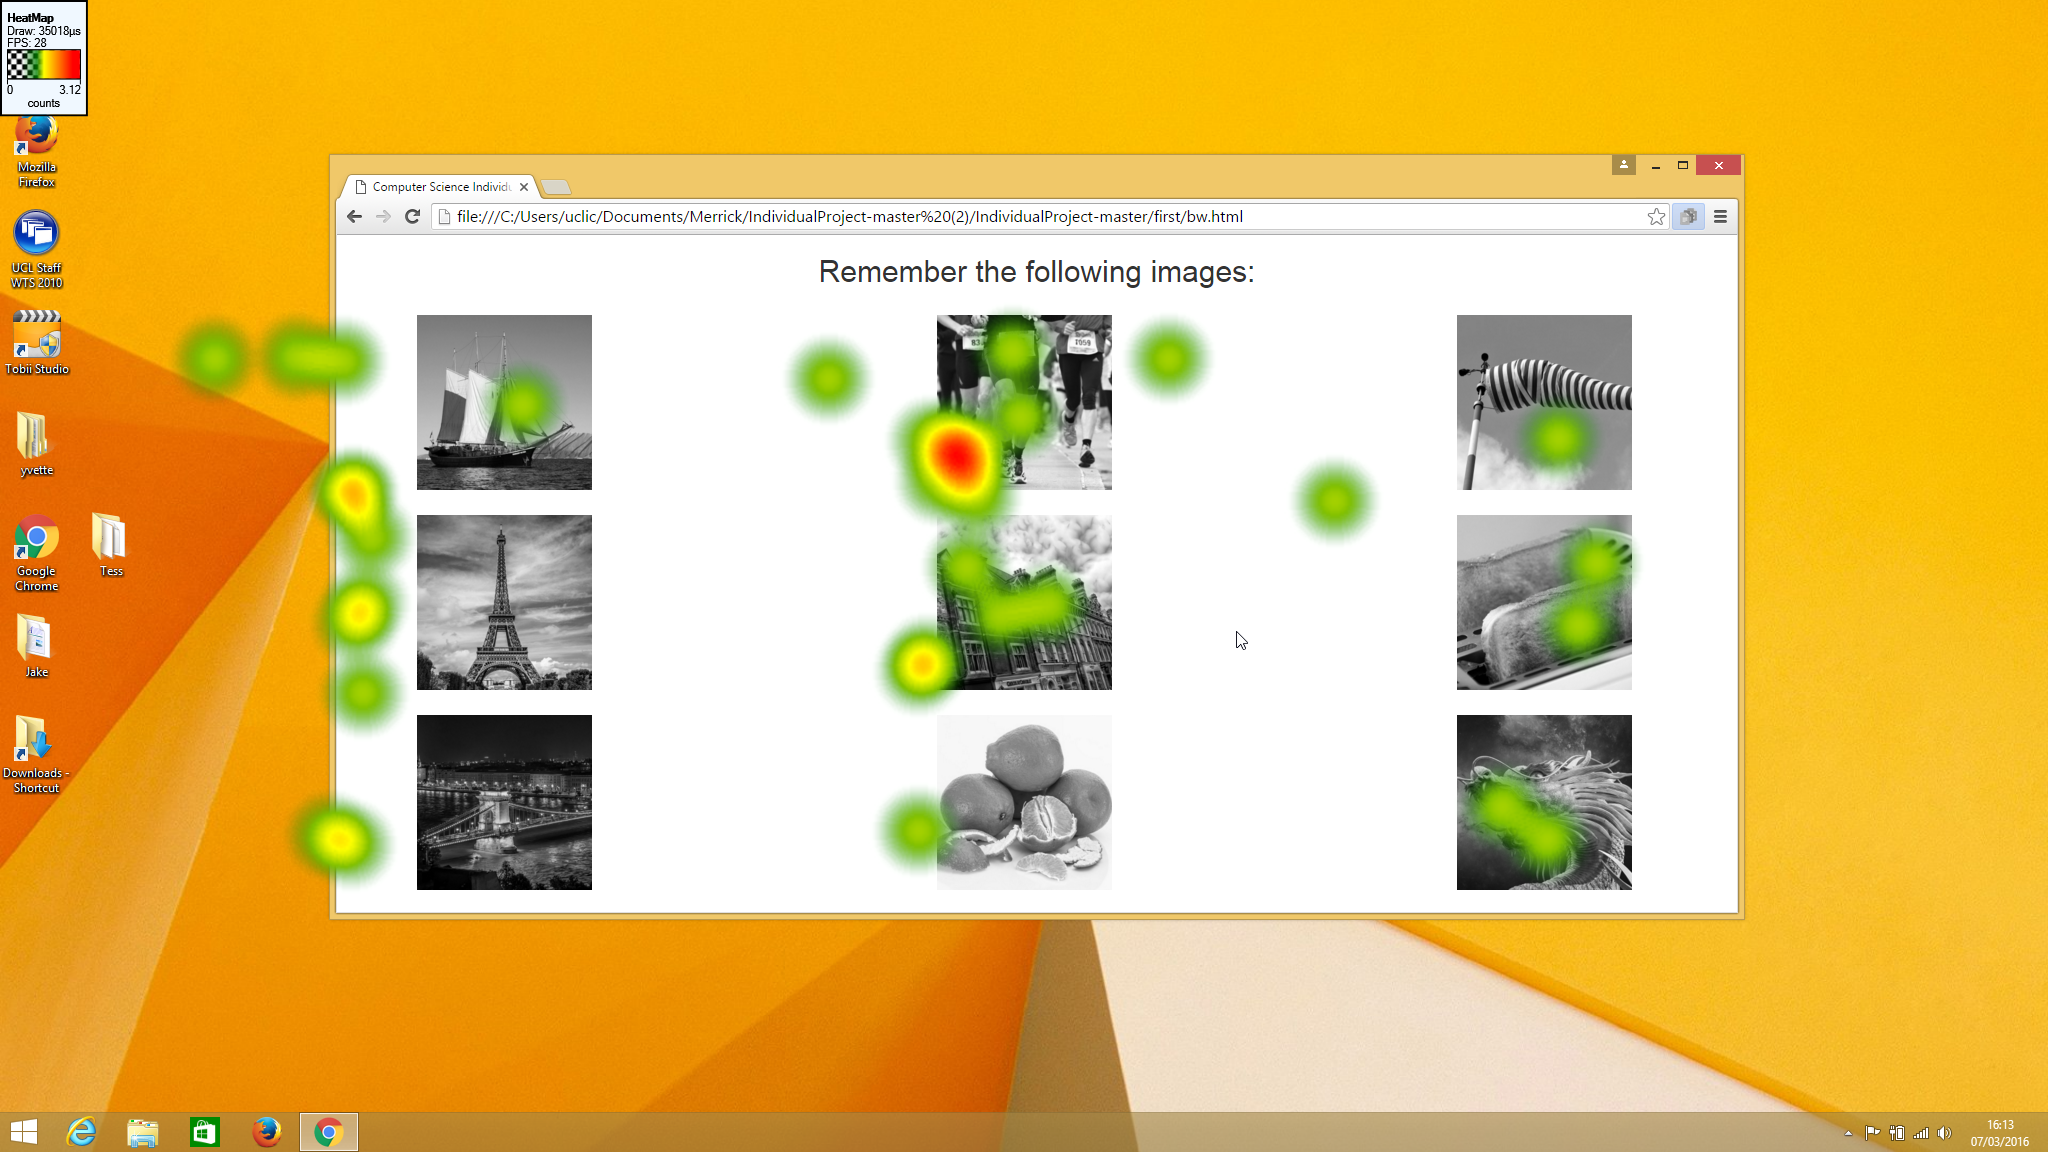 HeatMap
Draw: 35018µs
FPS: 28
0 3.12
counts
Mozilla
Firefox
UCL Staff
WTS 2010
Tobii Studio
yvette
Google
Chrome
Tess
Jake
Downloads -
Shortcut
Computer Science Individu
file:///C:/Users/uclic/Documents/Merrick/IndividualProject-master%20(2)/IndividualProject-master/first/bw.html
Remember the following images:
1059
16:13
07/03/2016